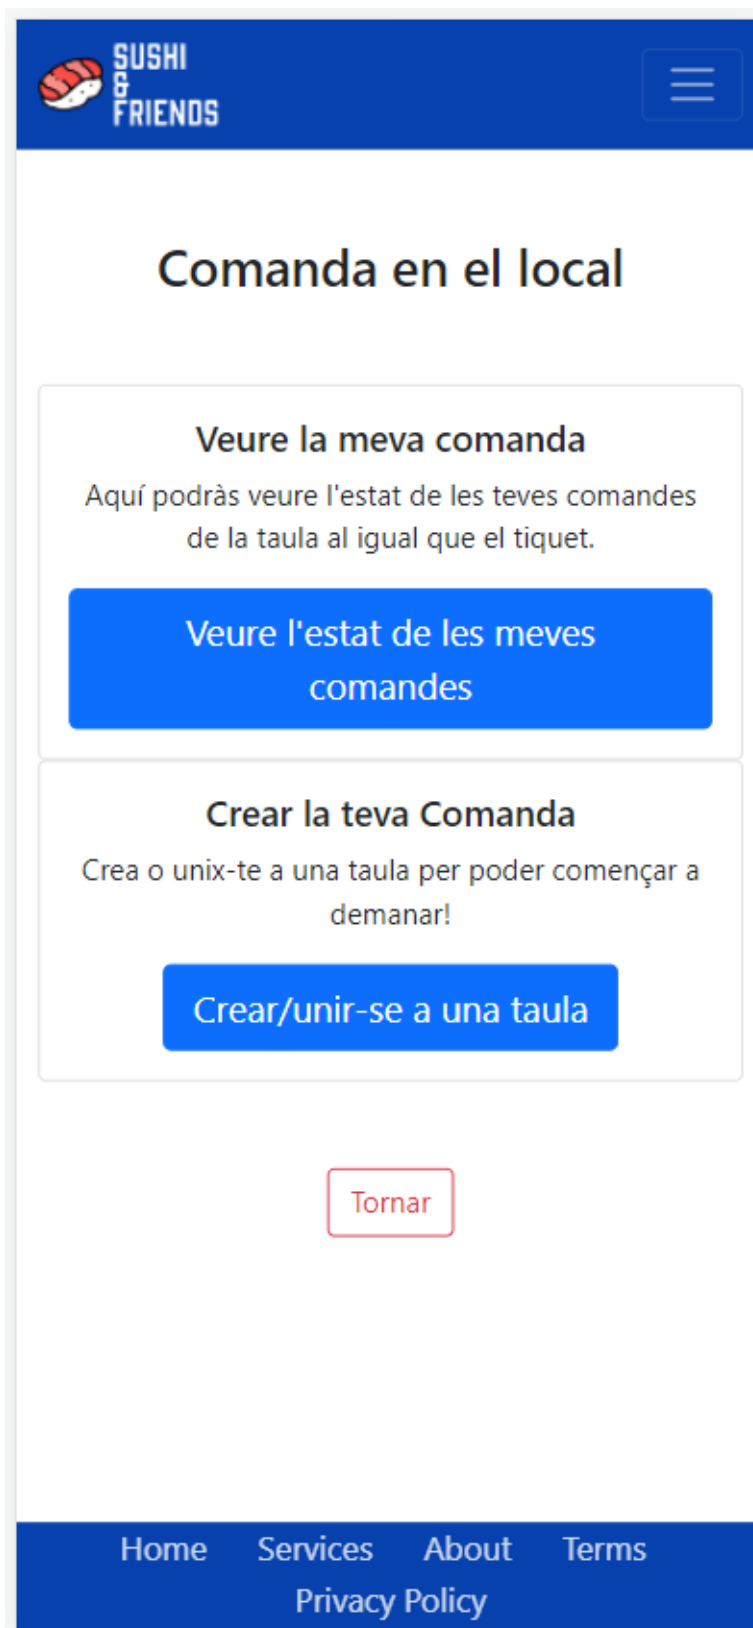 SUSHI
&
FRIENDS
Comanda en el local
Veure la meva comanda
Aquí podràs veure l'estat de les teves comandes
de la taula al igual que el tiquet.
Veure l'estat de les meves
comandes
Crear la teva Comanda
Crea o unix-te a una taula per poder començar a
demanar!
Crear/unir-se a una taula
Tornar
Home Services About Terms
Privacy Policy